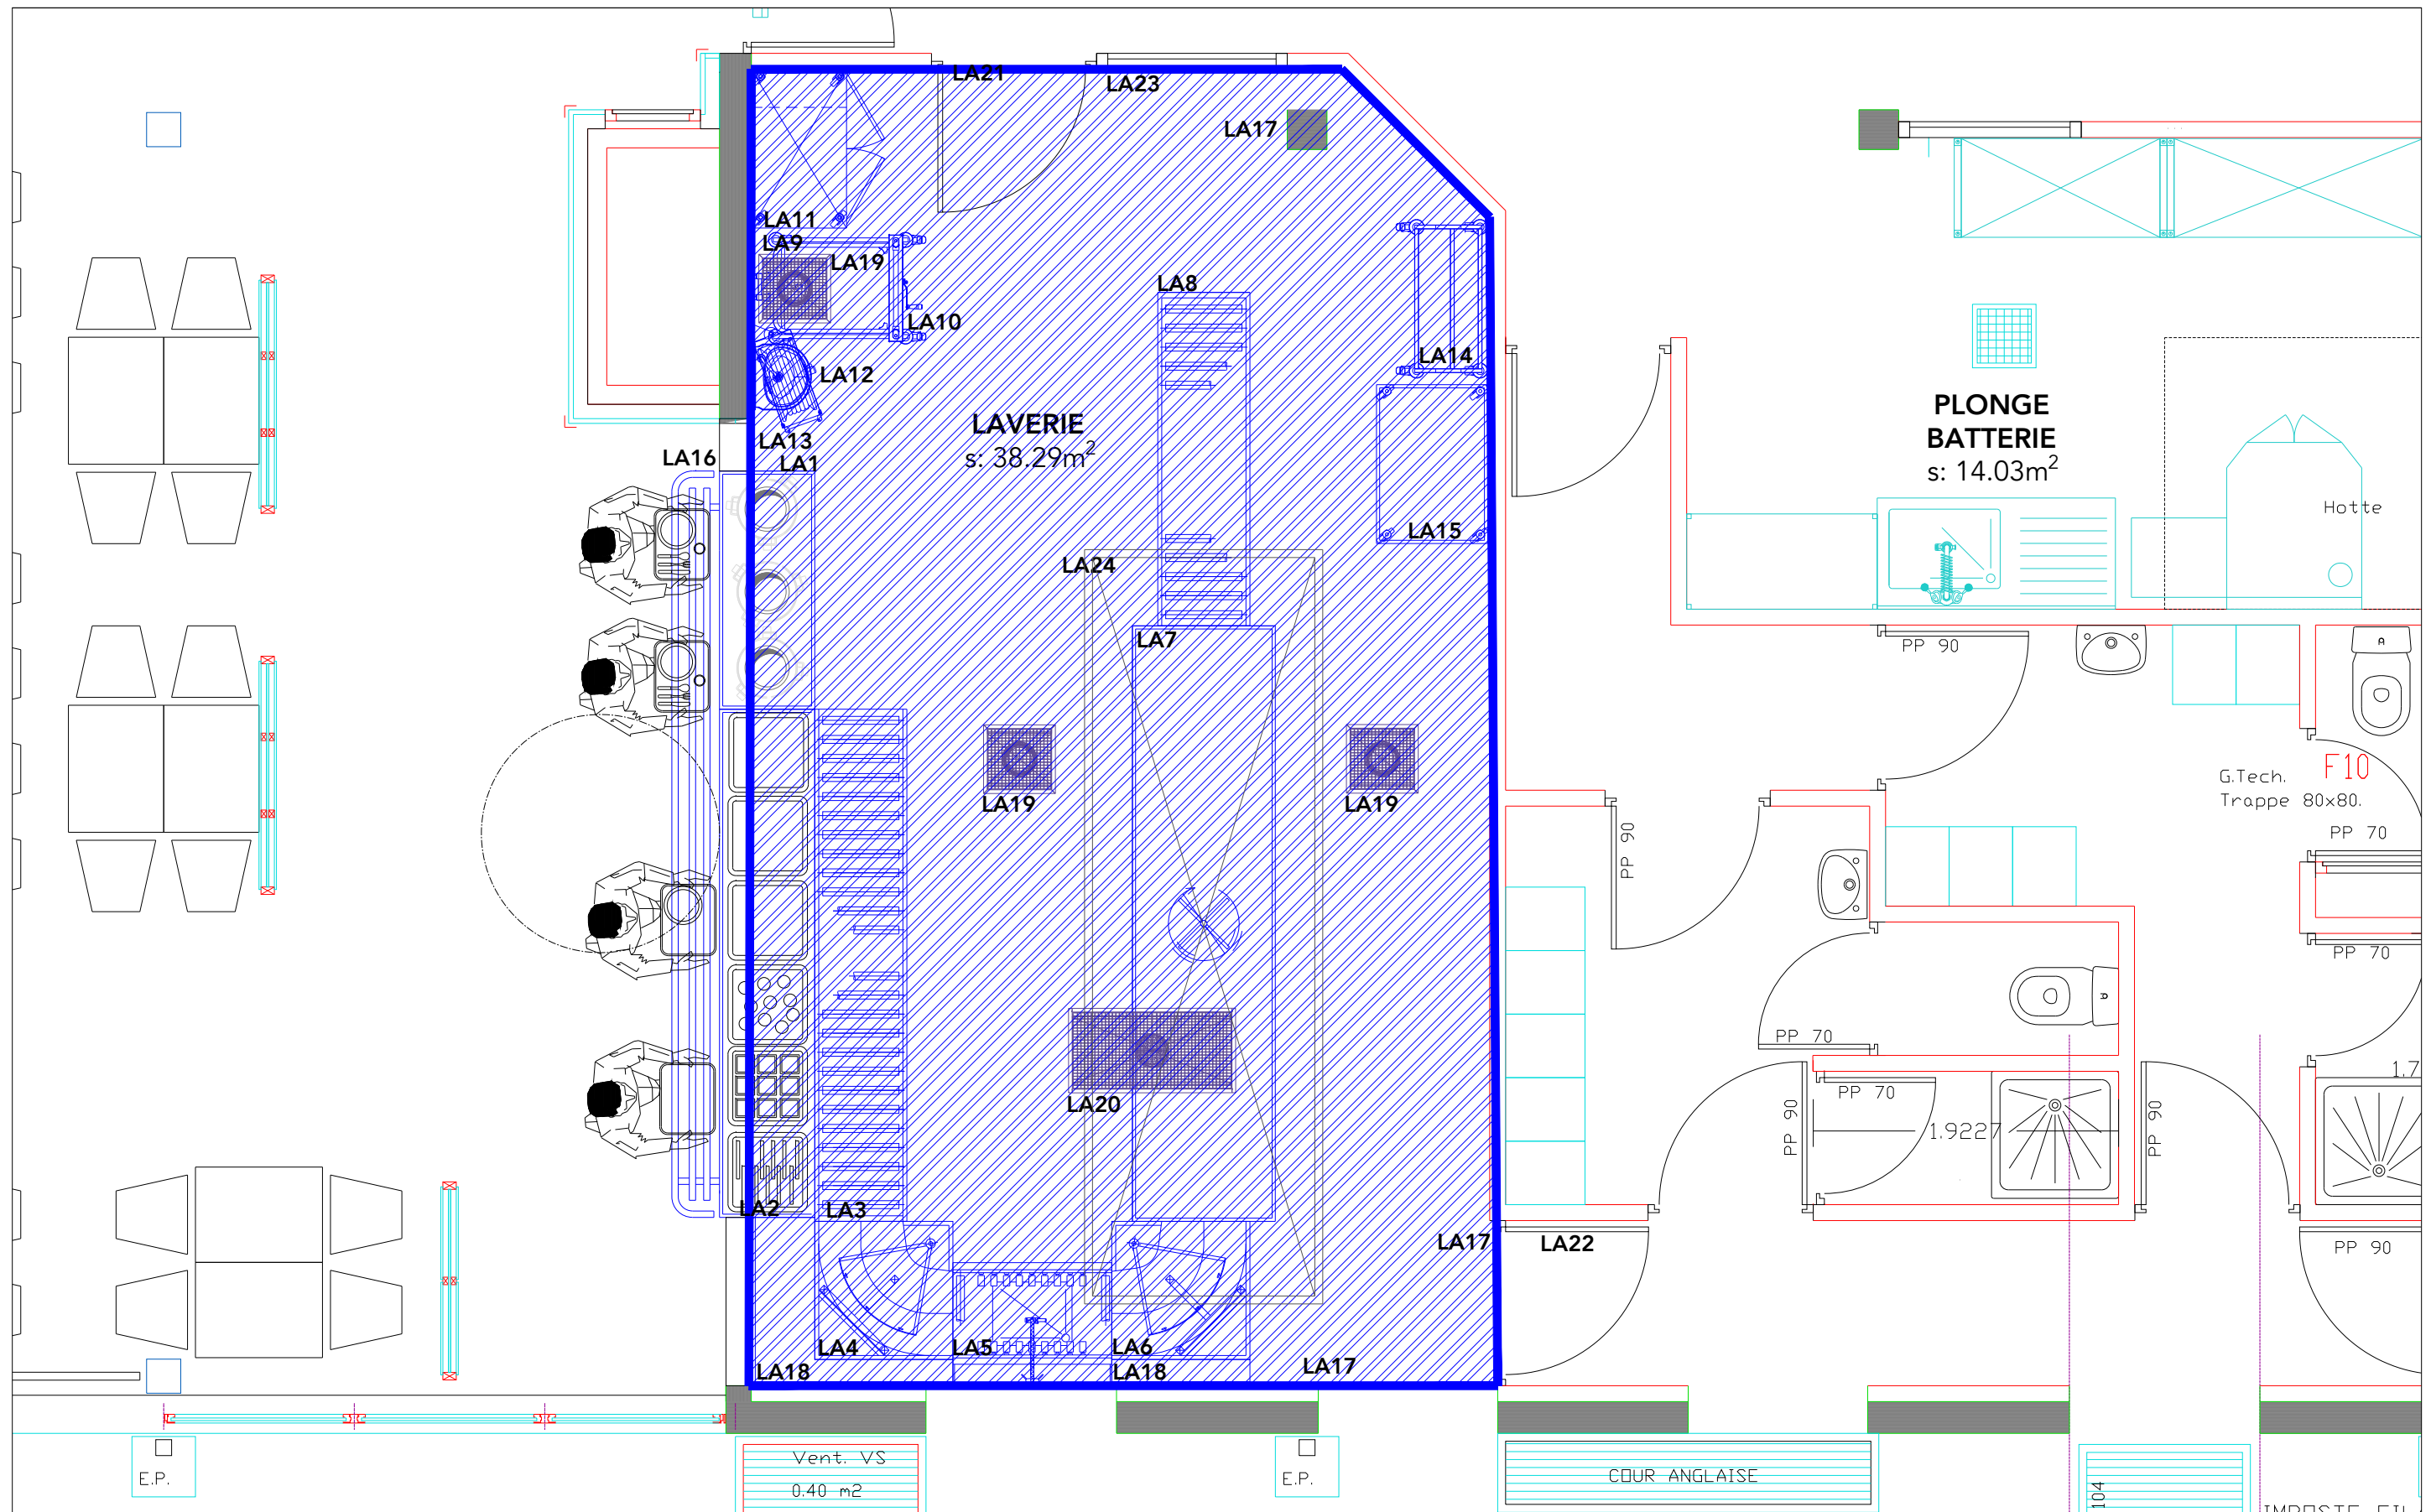 LA21
LA23
LA17
LA11
LA9
LA19
LA8
LA10
LA14
LA12
PLONGE
BATTERIE
s: 14.03m²
LAVERIE
s: 38.29m²
LA13
LA16
LA1
Hotte
LA15
LA24
LA7
PP 90
G.Tech.
Trappe 80x80.
F10
LA19
LA19
PP 70
PP 90
PP 70
PP 70
PP 70
LA20
PP 90
1.9227
PP 90
1.7
LA2
LA3
LA17
LA22
PP 90
LA4
LA5
LA6
LA18
LA18
LA17
Vent. VS
0.40 m2
E.P.
E.P.
COUR ANGLAISE
104